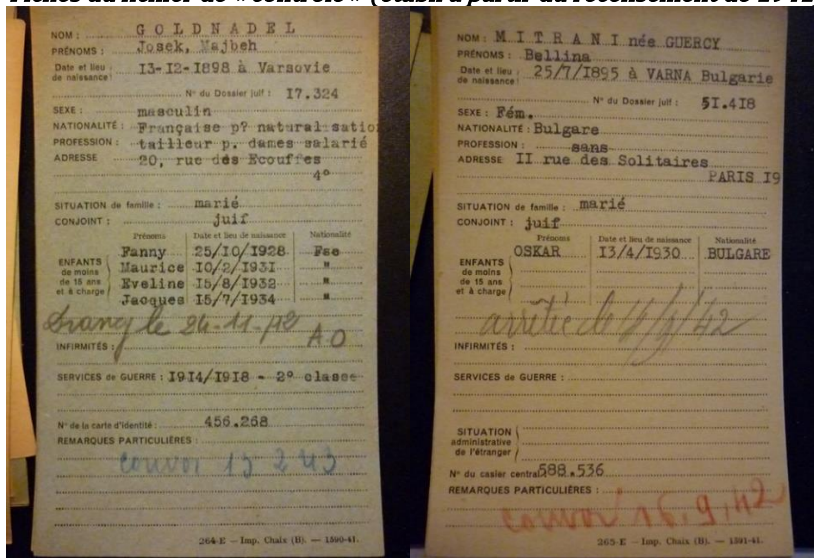 Fiches du fichier de « contrôle » (établi à partir du recensement de 1942
NOM : GOLDNADEL
PRÉNOMS : Josek, Majbeh
Date et lieu de naissance : 13-12-1898 à Varsovie
N° du Dossier juif : 17.324
SEXE : masculin
NATIONALITÉ : Française p? natural sation
PROFESSION : tailleur p. dames salarié
ADRESSE 20, rue des Ecouffes
4°
SITUATION de famille : marié
CONJOINT : juif
Prénoms Date et lieu de naissance Nationalité
ENFANTS de moins de 15 ans et à charge
Fanny 25/10/1928 Fse
Maurice 10/2/1931 "
Eveline 15/8/1932 "
Jacques 15/7/1934 "
Drancy le 24-11-42 AO
INFIRMITÉS :
SERVICES de GUERRE : 1914/1918 - 2° classe
N° de la carte d'identité : 456.268
REMARQUES PARTICULIÈRES :
convoi 13 2 43
264-E — Imp. Chaix (B). — 1590-41.
NOM : MITRANI née GUERCY
PRÉNOMS : Bellina
Date et lieu de naissance : 25/7/1895 à VARNA Bulgarie
N° du Dossier juif : 51.418
SEXE : Fém.
NATIONALITÉ : Bulgare
PROFESSION : sans
ADRESSE II rue des Solitaires
PARIS 19
SITUATION de famille : marié
CONJOINT : juif
Prénoms Date et lieu de naissance Nationalité
ENFANTS de moins de 15 ans et à charge
OSKAR 13/4/1930 BULGARE
arrêtée le
INFIRMITÉS :
SERVICES de GUERRE :
SITUATION administrative de l'étranger
N° du casier central 588.536
REMARQUES PARTICULIÈRES :
convoi 16.9.42
265-E — Imp. Chaix (B). — 1591-41.